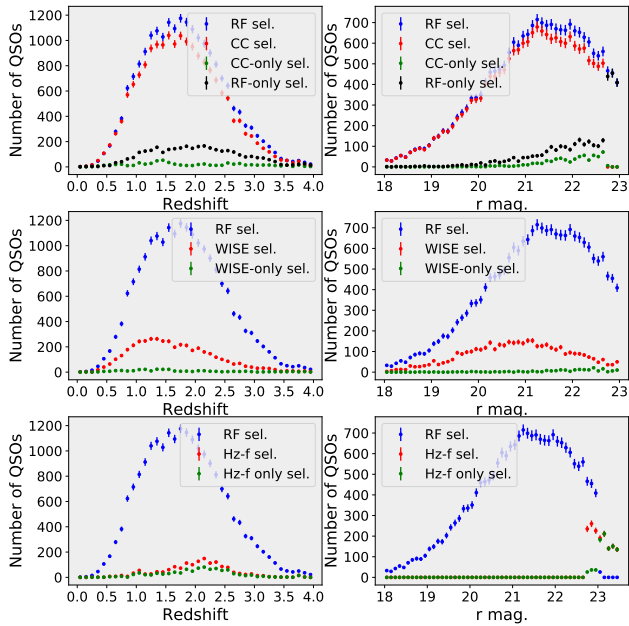 Number of QSOs
1200
1000
800
600
400
200
0
RF sel.
CC sel.
CC-only sel.
RF-only sel.
0.0 0.5 1.0 1.5 2.0 2.5 3.0 3.5 4.0
Redshift
Number of QSOs
700
600
500
400
300
200
100
0
RF sel.
CC sel.
CC-only sel.
RF-only sel.
18 19 20 21 22 23
r mag.
Number of QSOs
1200
1000
800
600
400
200
0
RF sel.
WISE sel.
WISE-only sel.
0.0 0.5 1.0 1.5 2.0 2.5 3.0 3.5 4.0
Redshift
Number of QSOs
700
600
500
400
300
200
100
0
RF sel.
WISE sel.
WISE-only sel.
18 19 20 21 22 23
r mag.
Number of QSOs
1200
1000
800
600
400
200
0
RF sel.
Hz-f sel.
Hz-f only sel.
0.0 0.5 1.0 1.5 2.0 2.5 3.0 3.5 4.0
Redshift
Number of QSOs
700
600
500
400
300
200
100
0
RF sel.
Hz-f sel.
Hz-f only sel.
18 19 20 21 22 23
r mag.